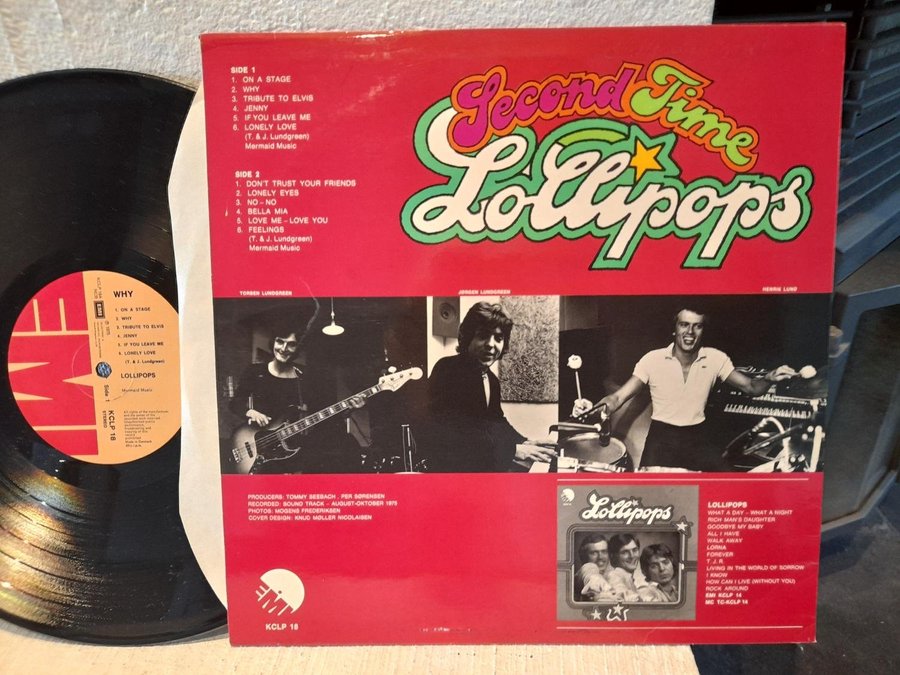 SIDE 1
1. ON A STAGE
2. WHY
3. TRIBUTE TO ELVIS
4. JENNY
5. IF YOU LEAVE ME
6. LONELY LOVE
(T. & J. Lundgreen)
Mermaid Music
SIDE 2
1. DON'T TRUST YOUR FRIENDS
2. LONELY EYES
3. NO – NO
4. BELLA MIA
5. LOVE ME – LOVE YOU
6. FEELINGS
(T. & J. Lundgreen)
Mermaid Music
Second Time
Lollipops
TORBEN LUNDGREEN
JØRGEN LUNDGREEN
HENRIK LUND
PRODUCERS: TOMMY SEEBACH . PER SØRENSEN
RECORDED: SOUND TRACK – AUGUST-OKTOBER 1975
PHOTOS: MOGENS FREDERIKSEN
COVER DESIGN: KNUD MØLLER NICOLAISEN
EMI
KCLP 18
Lollipops
LOLLIPOPS
WHAT A DAY – WHAT A NIGHT
RICH MAN'S DAUGHTER
GOODBYE MY BABY
ALL I HAVE
WALK AWAY
LORNA
FOREVER
T. J. R.
LIVING IN THE WORLD OF SORROW
I KNOW
HOW CAN I LIVE (WITHOUT YOU)
ROCK AROUND
EMI KCLP 14
MC TC-KCLP 14
EMI
WHY
1. ON A STAGE
2. WHY
3. TRIBUTE TO ELVIS
4. JENNY
5. IF YOU LEAVE ME
6. LONELY LOVE
(T. & J. Lundgreen)
LOLLIPOPS
Mermaid Music
EMI
Side 1
KCLP 18
STEREO